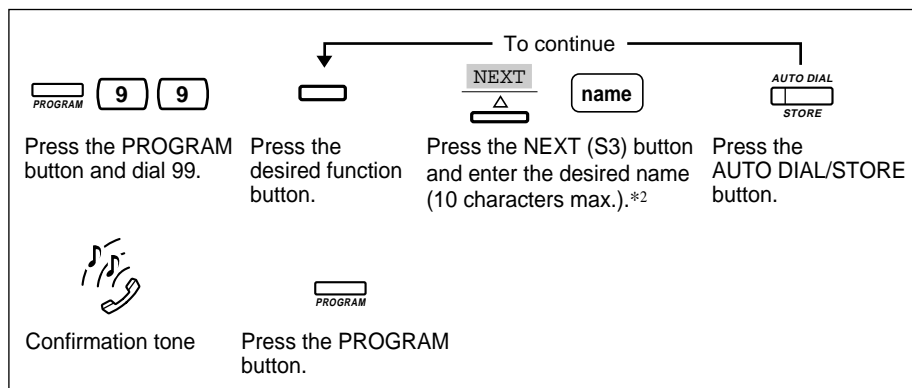 To continue
PROGRAM
9 9
NEXT
name
AUTO DIAL
STORE
Press the PROGRAM
button and dial 99.
Press the
desired function
button.
Press the NEXT (S3) button
and enter the desired name
(10 characters max.).*2
Press the
AUTO DIAL/STORE
button.
Confirmation tone
PROGRAM
Press the PROGRAM
button.